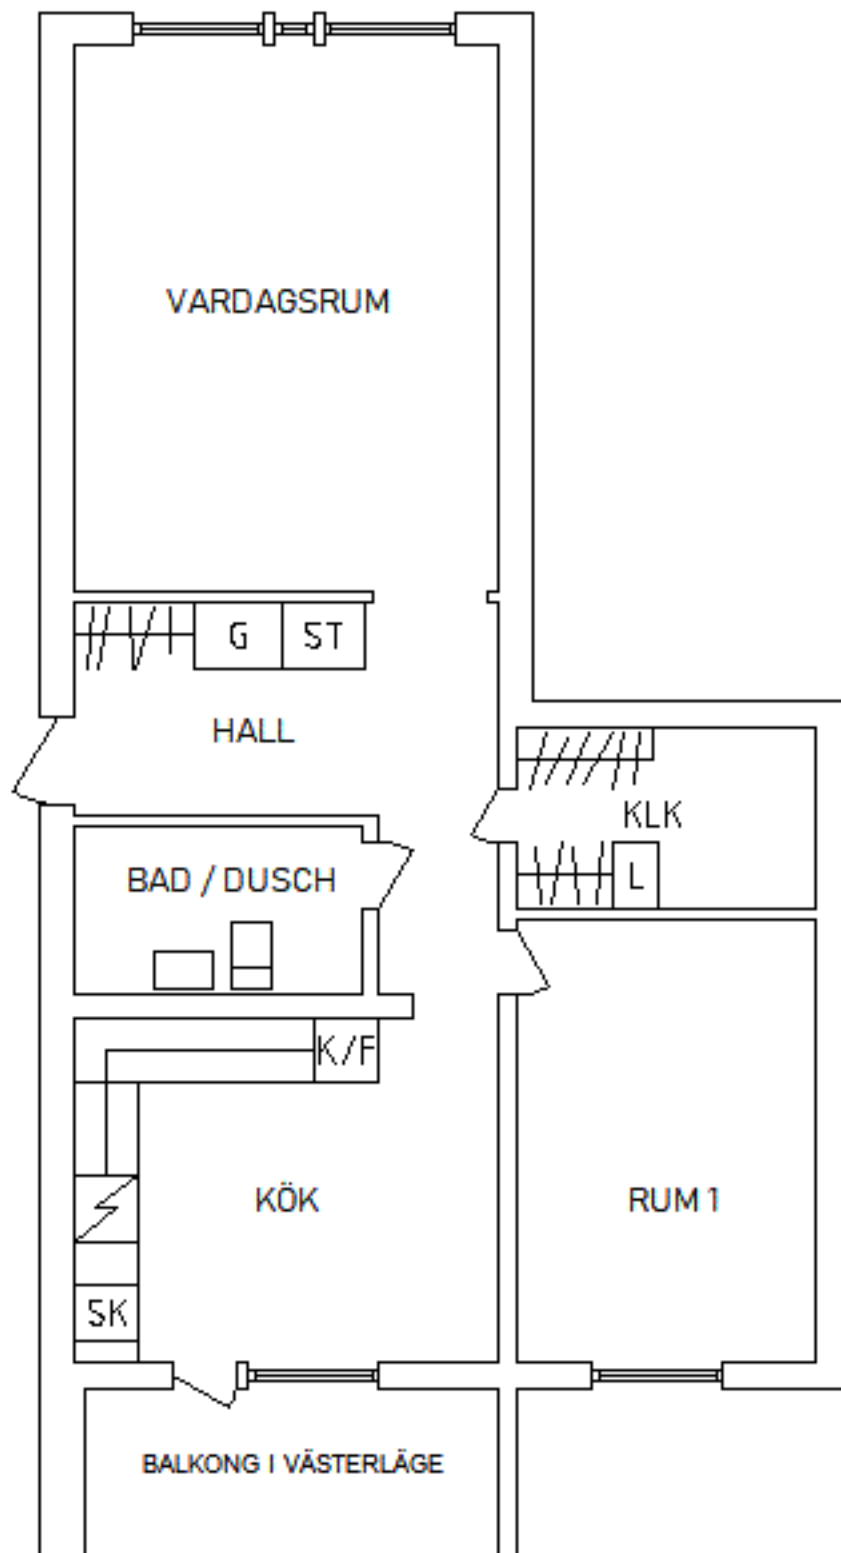 VARDAGSRUM
G
ST
HALL
KLK
BAD / DUSCH
L
K/F
KÖK
RUM 1
SK
BALKONG I VÄSTERLÄGE